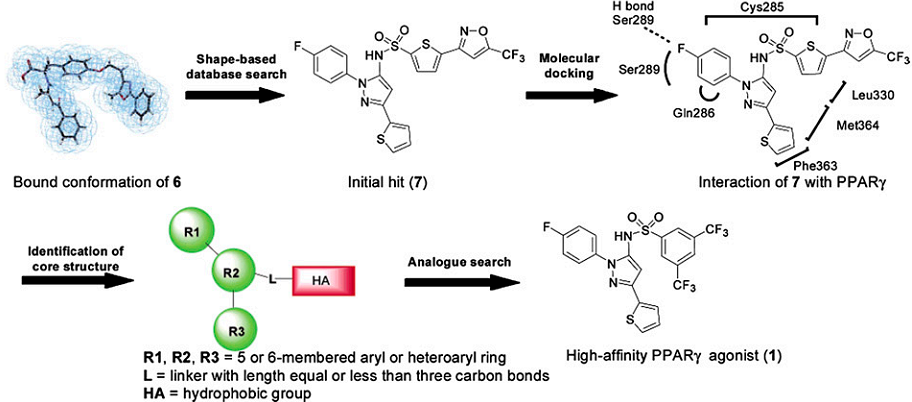 Shape-based
database search
Molecular
docking
H bond
Ser289
Cys285
Ser289
Gln286
Leu330
Met364
Phe363
F
HN
S
O O
S
N
O
CF3
N
N
S
F
HN
S
O O
S
N
O
CF3
N
N
S
Bound conformation of 6
Initial hit (7)
Interaction of 7 with PPARγ
Identification of
core structure
R1
R2
L
HA
R3
Analogue search
F
HN
S
O O
CF3
CF3
N
N
S
R1, R2, R3 = 5 or 6-membered aryl or heteroaryl ring
L = linker with length equal or less than three carbon bonds
HA = hydrophobic group
High-affinity PPARγ agonist (1)